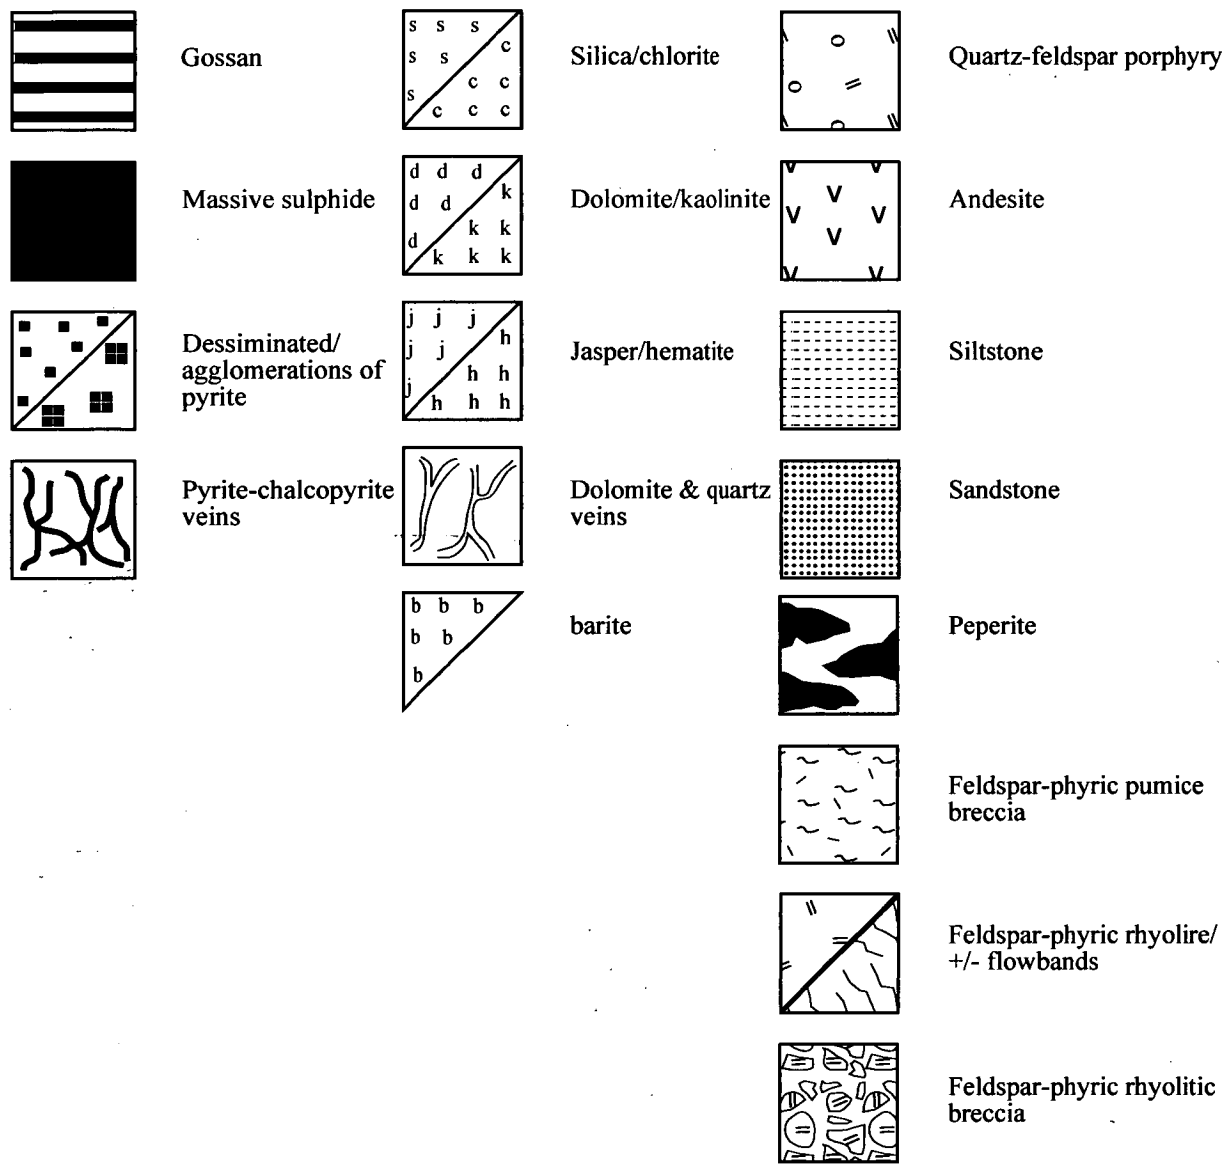 Gossan
Massive sulphide
Dessiminated/
agglomerations of
pyrite
Pyrite-chalcopyrite
veins
s s s
s s c
s c c
c c c
Silica/chlorite
d d d
d d k
d k k
k k k
Dolomite/kaolinite
j j j
j j h
j h h
h h h
Jasper/hematite
Dolomite & quartz
veins
b b b
b b
b
barite
Quartz-feldspar porphyry
Andesite
Siltstone
Sandstone
Peperite
Feldspar-phyric pumice
breccia
Feldspar-phyric rhyolire/
+/- flowbands
Feldspar-phyric rhyolitic
breccia